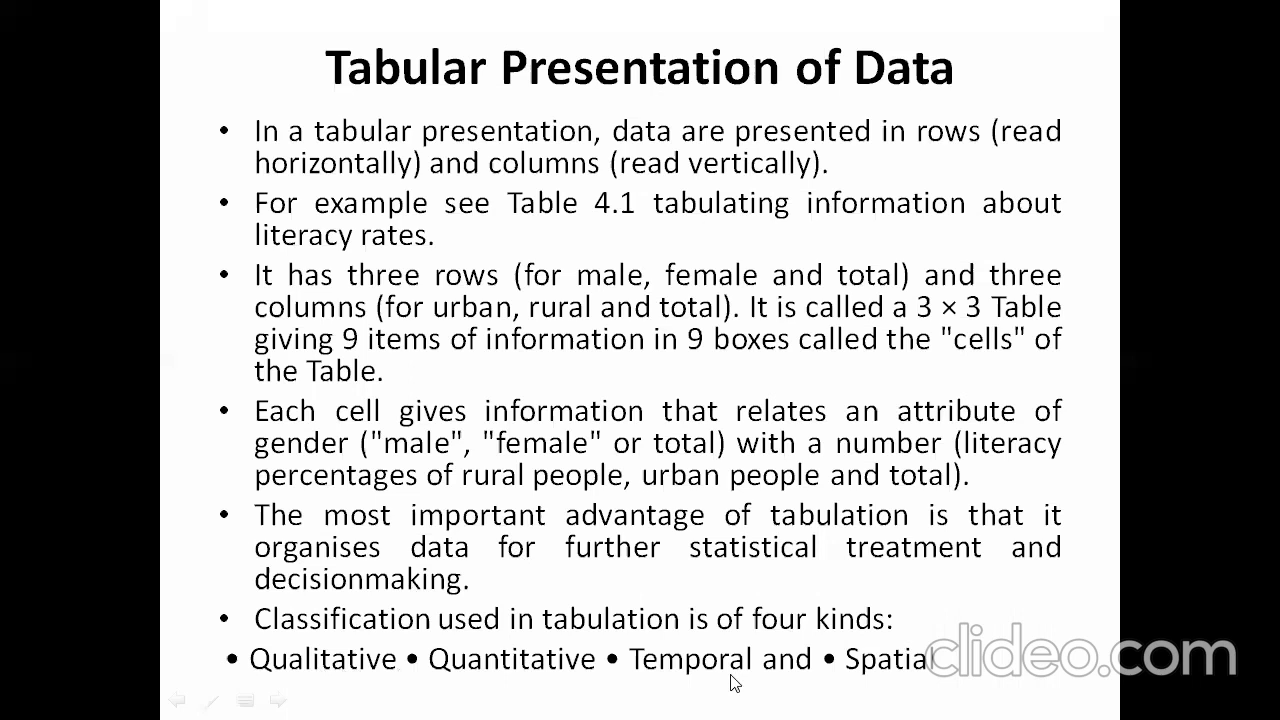 Tabular Presentation of Data
• In a tabular presentation, data are presented in rows (read
horizontally) and columns (read vertically).
• For example see Table 4.1 tabulating information about
literacy rates.
• It has three rows (for male, female and total) and three
columns (for urban, rural and total). It is called a 3 × 3 Table
giving 9 items of information in 9 boxes called the "cells" of
the Table.
• Each cell gives information that relates an attribute of
gender ("male", "female" or total) with a number (literacy
percentages of rural people, urban people and total).
• The most important advantage of tabulation is that it
organises data for further statistical treatment and
decisionmaking.
• Classification used in tabulation is of four kinds:
• Qualitative • Quantitative • Temporal and • Spatial
clideo.com